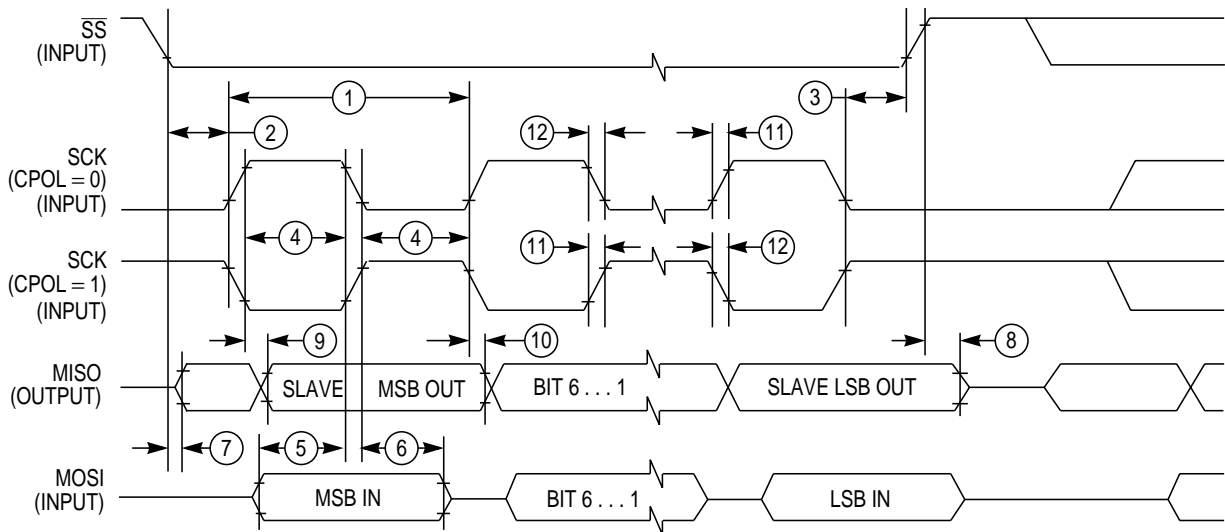 SS
(INPUT)
1
3
2
12
11
SCK
(CPOL = 0)
(INPUT)
4
4
SCK
(CPOL = 1)
(INPUT)
11
12
9
10
8
MISO
(OUTPUT)
SLAVE
MSB OUT
BIT 6 . . . 1
SLAVE LSB OUT
7
5
6
MOSI
(INPUT)
MSB IN
BIT 6 . . . 1
LSB IN